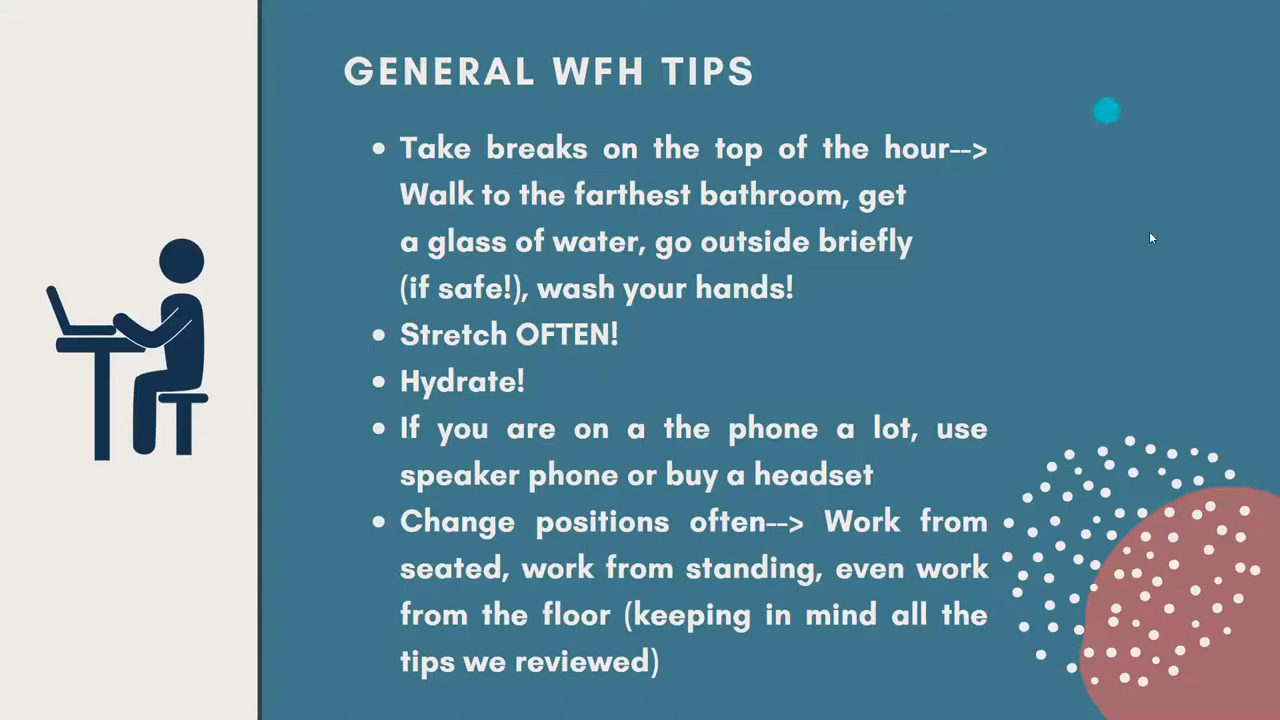 GENERAL WFH TIPS
• Take breaks on the top of the hour-->
Walk to the farthest bathroom, get
a glass of water, go outside briefly
(if safe!), wash your hands!
• Stretch OFTEN!
• Hydrate!
• If you are on a the phone a lot, use
speaker phone or buy a headset
• Change positions often--> Work from
seated, work from standing, even work
from the floor (keeping in mind all the
tips we reviewed)